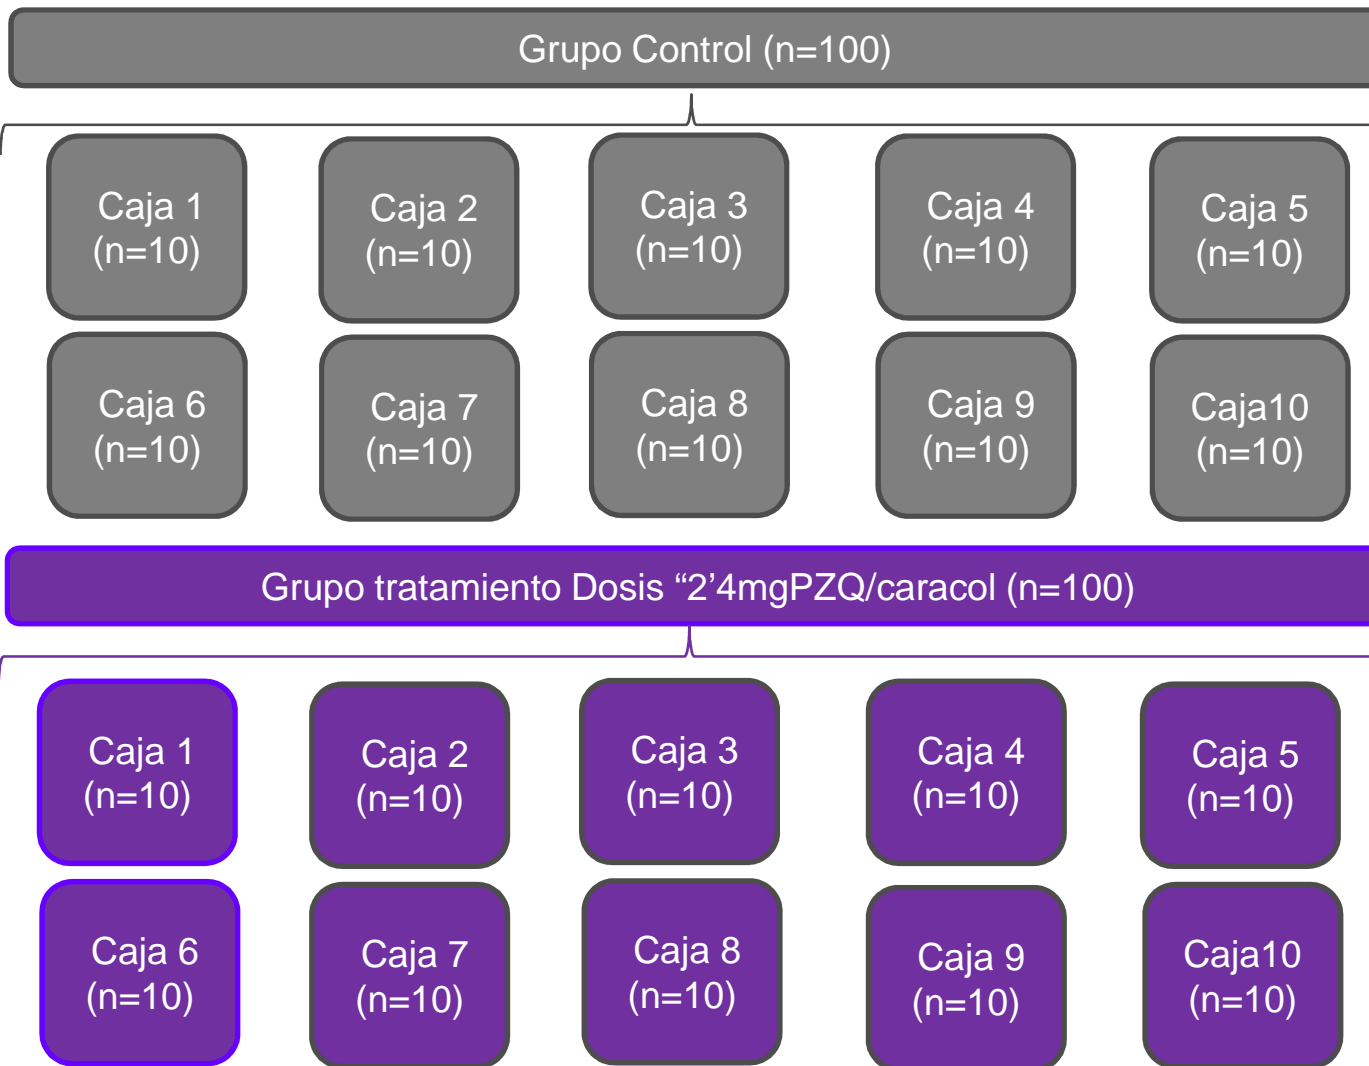 Grupo Control (n=100)
Caja 1
(n=10)
Caja 2
(n=10)
Caja 3
(n=10)
Caja 4
(n=10)
Caja 5
(n=10)
Caja 6
(n=10)
Caja 7
(n=10)
Caja 8
(n=10)
Caja 9
(n=10)
Caja10
(n=10)
Grupo tratamiento Dosis “2’4mgPZQ/caracol (n=100)
Caja 1
(n=10)
Caja 2
(n=10)
Caja 3
(n=10)
Caja 4
(n=10)
Caja 5
(n=10)
Caja 6
(n=10)
Caja 7
(n=10)
Caja 8
(n=10)
Caja 9
(n=10)
Caja10
(n=10)